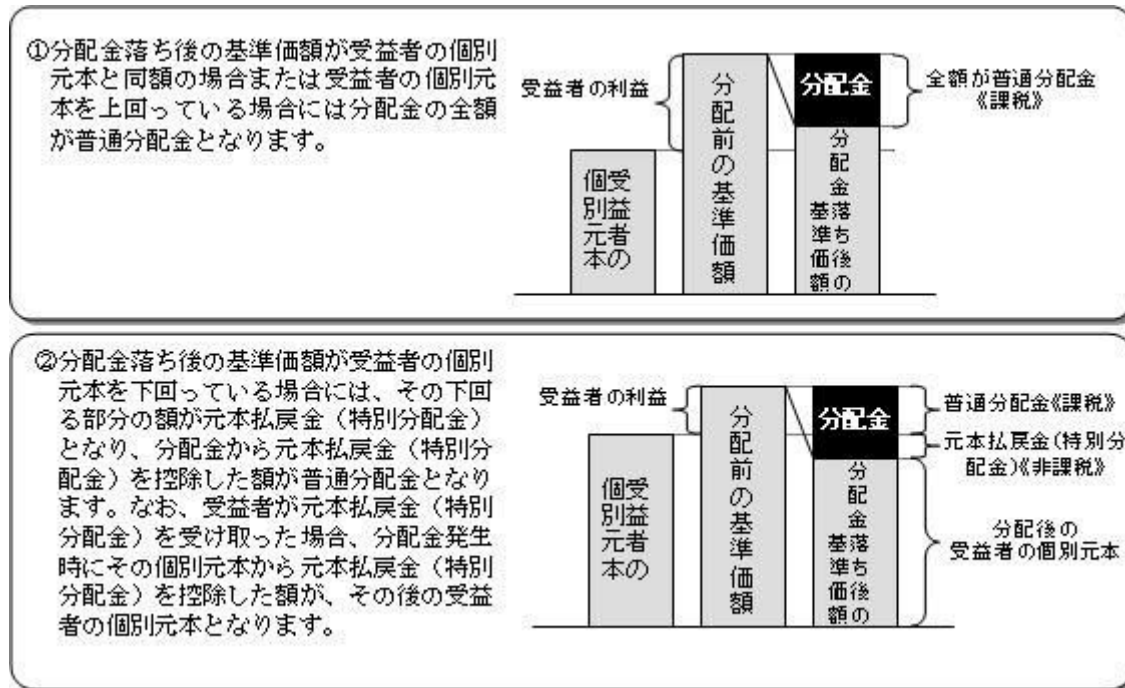 ①分配金落ち後の基準価額が受益者の個別
元本と同額の場合または受益者の個別元
本を上回っている場合には分配金の全額
が普通分配金となります。
受益者の利益
受益者の
個別元本
分配前の基準価額
分配金
分配金落ち後の
基準価額
全額が普通分配金
《課税》
②分配金落ち後の基準価額が受益者の個別
元本を下回っている場合には、その下回
る部分の額が元本払戻金（特別分配金）
となり、分配金から元本払戻金（特別分
配金）を控除した額が普通分配金となり
ます。なお、受益者が元本払戻金（特別
分配金）を受け取った場合、分配金発生
時にその個別元本から元本払戻金（特別
分配金）を控除した額が、その後の受益
者の個別元本となります。
受益者の利益
受益者の
個別元本
分配前の基準価額
分配金
分配金落ち後の
基準価額
普通分配金《課税》
元本払戻金（特別分
配金）《非課税》
分配後の
受益者の個別元本